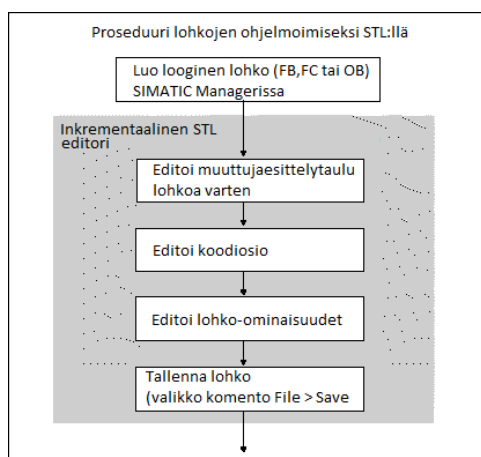 Proseduuri lohkojen ohjelmoimiseksi STL:llä
Luo looginen lohko (FB,FC tai OB)
SIMATIC Managerissa
Inkrementaalinen STL
editori
Editoi muuttujaesittelytaulu
lohkoa varten
Editoi koodiosio
Editoi lohko-ominaisuudet
Tallenna lohko
(valikko komento File > Save